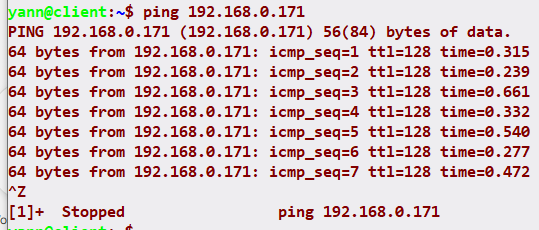 yann@client:~$ ping 192.168.0.171
PING 192.168.0.171 (192.168.0.171) 56(84) bytes of data.
64 bytes from 192.168.0.171: icmp_seq=1 ttl=128 time=0.315
64 bytes from 192.168.0.171: icmp_seq=2 ttl=128 time=0.239
64 bytes from 192.168.0.171: icmp_seq=3 ttl=128 time=0.661
64 bytes from 192.168.0.171: icmp_seq=4 ttl=128 time=0.332
64 bytes from 192.168.0.171: icmp_seq=5 ttl=128 time=0.540
64 bytes from 192.168.0.171: icmp_seq=6 ttl=128 time=0.277
64 bytes from 192.168.0.171: icmp_seq=7 ttl=128 time=0.472
^Z
[1]+  Stopped                 ping 192.168.0.171
yann@client:~$